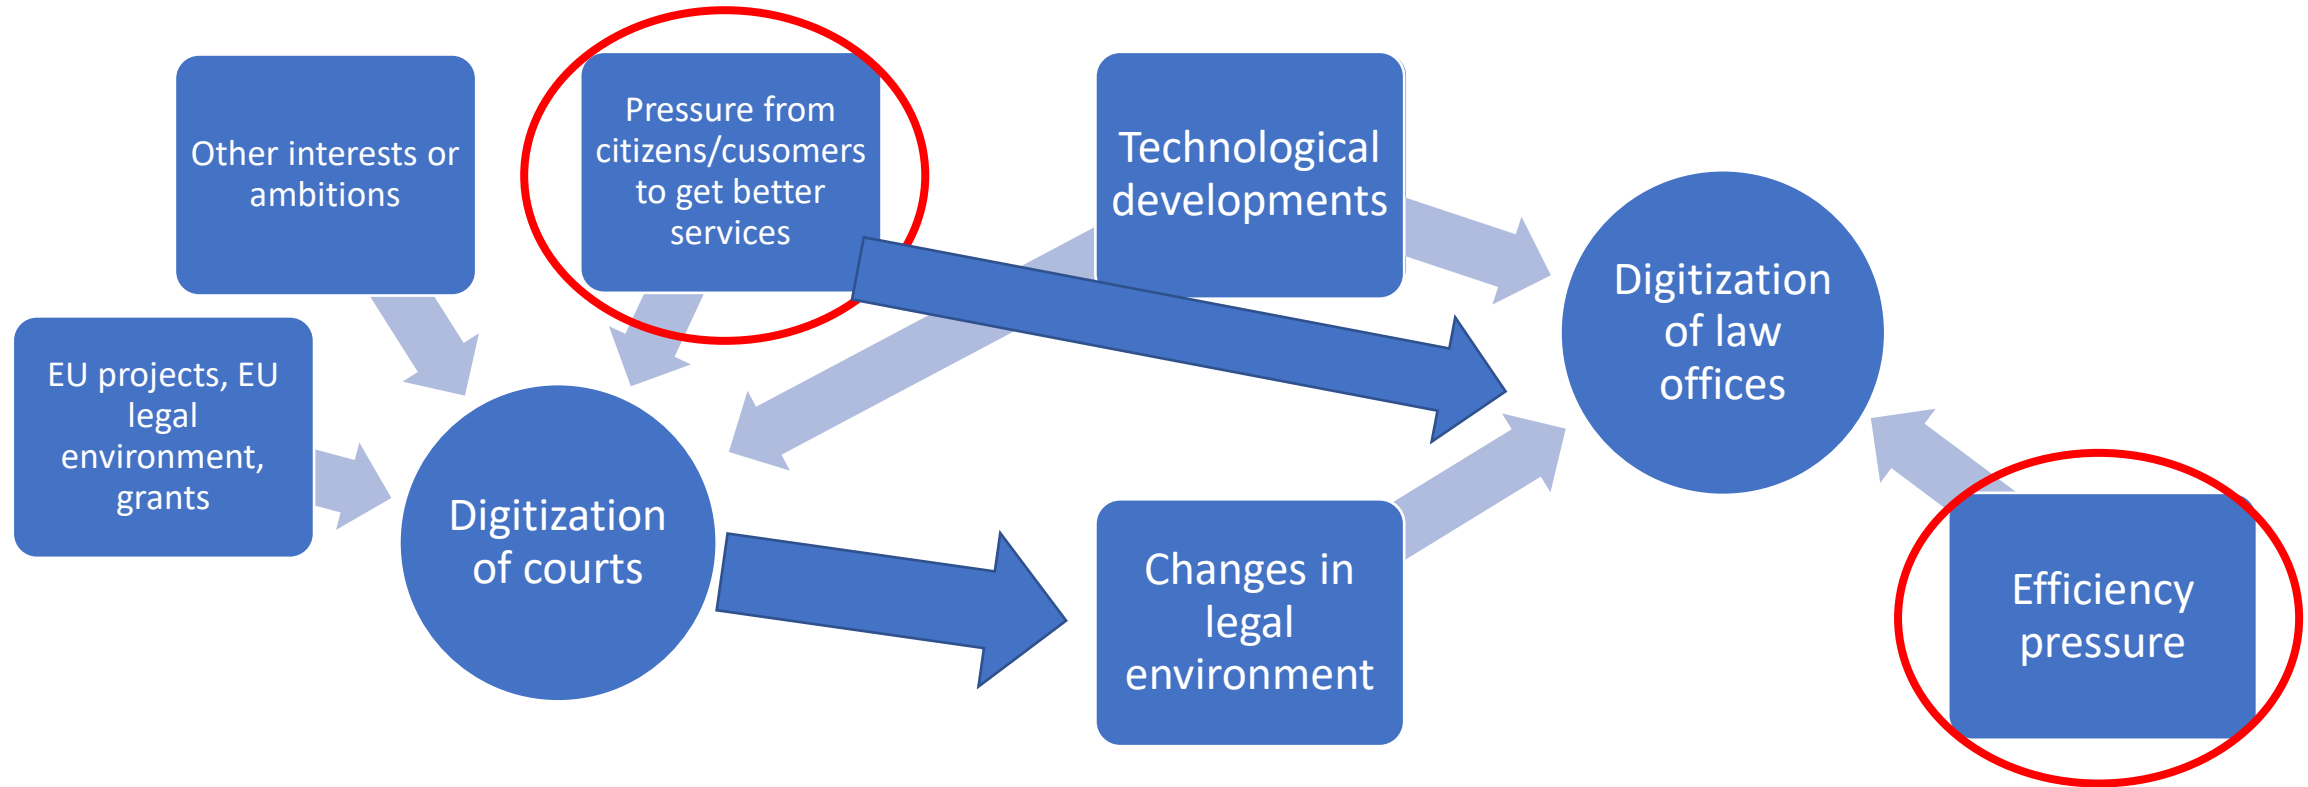 Other interests or
ambitions
Pressure from
citizens/cusomers
to get better
services
Technological
developments
EU projects, EU
legal
environment,
grants
Digitization
of courts
Digitization
of law
offices
Changes in
legal
environment
Efficiency
pressure